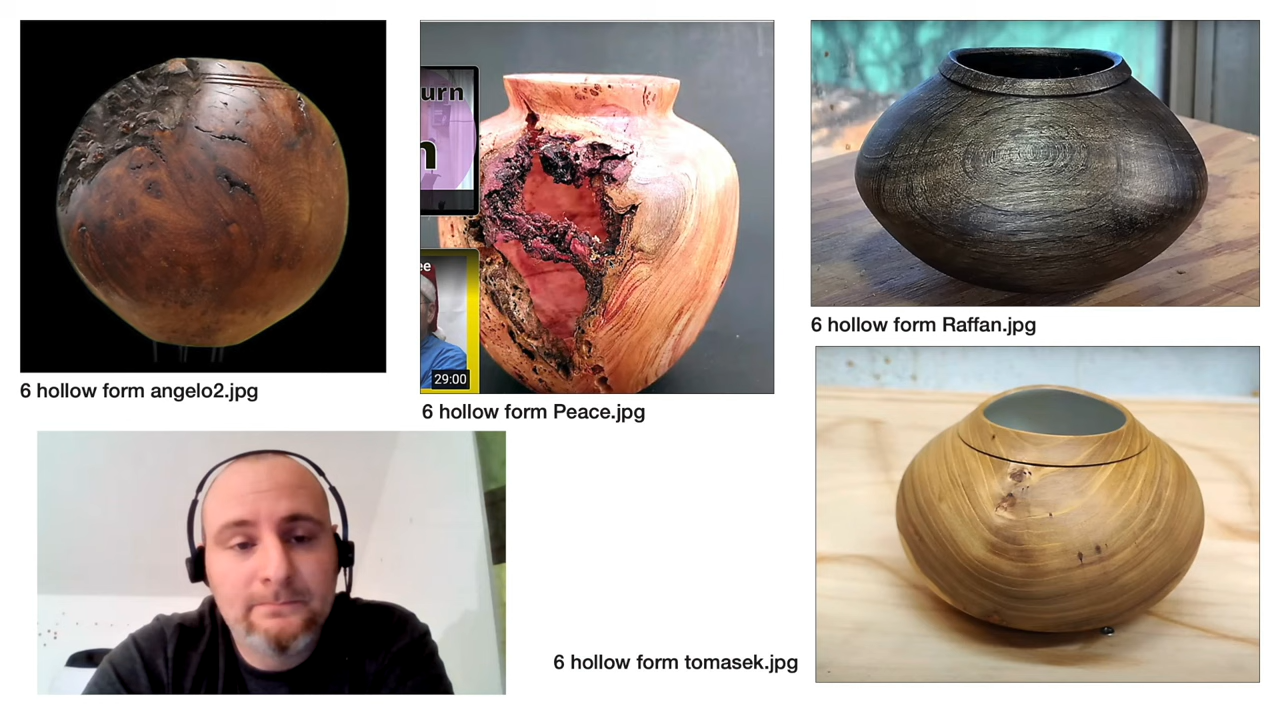 urn
n
ee
29:00
6 hollow form angelo2.jpg
6 hollow form Peace.jpg
6 hollow form Raffan.jpg
6 hollow form tomasek.jpg